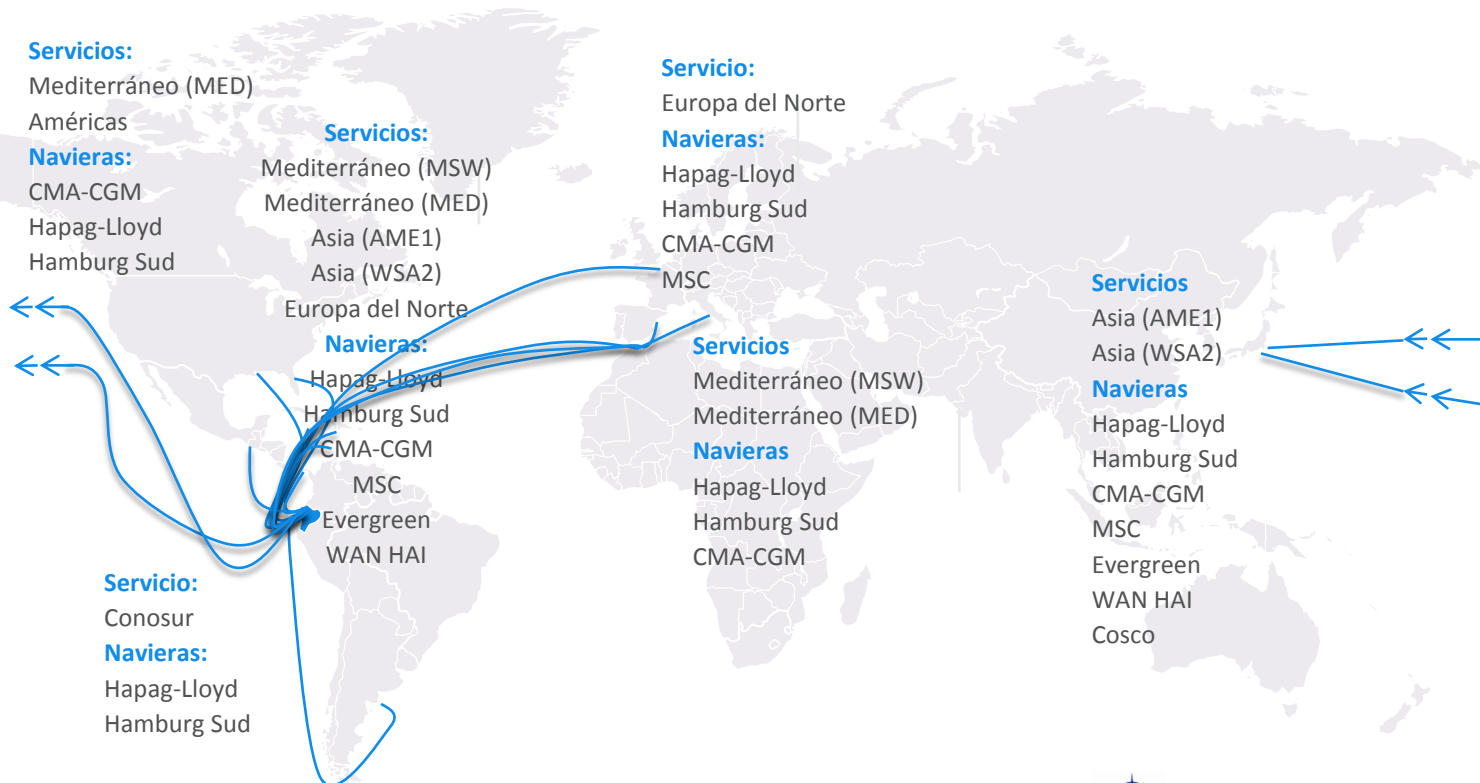 Servicios:
Mediterráneo (MED)
Américas
Navieras:
CMA-CGM
Hapag-Lloyd
Hamburg Sud
Servicios:
Mediterráneo (MSW)
Mediterráneo (MED)
Asia (AME1)
Asia (WSA2)
Europa del Norte
Navieras:
Hapag-Lloyd
Hamburg Sud
CMA-CGM
MSC
Evergreen
WAN HAI
Servicio:
Conosur
Navieras:
Hapag-Lloyd
Hamburg Sud
Servicio:
Europa del Norte
Navieras:
Hapag-Lloyd
Hamburg Sud
CMA-CGM
MSC
Servicios
Mediterráneo (MSW)
Mediterráneo (MED)
Navieras
Hapag-Lloyd
Hamburg Sud
CMA-CGM
Servicios
Asia (AME1)
Asia (WSA2)
Navieras
Hapag-Lloyd
Hamburg Sud
CMA-CGM
MSC
Evergreen
WAN HAI
Cosco